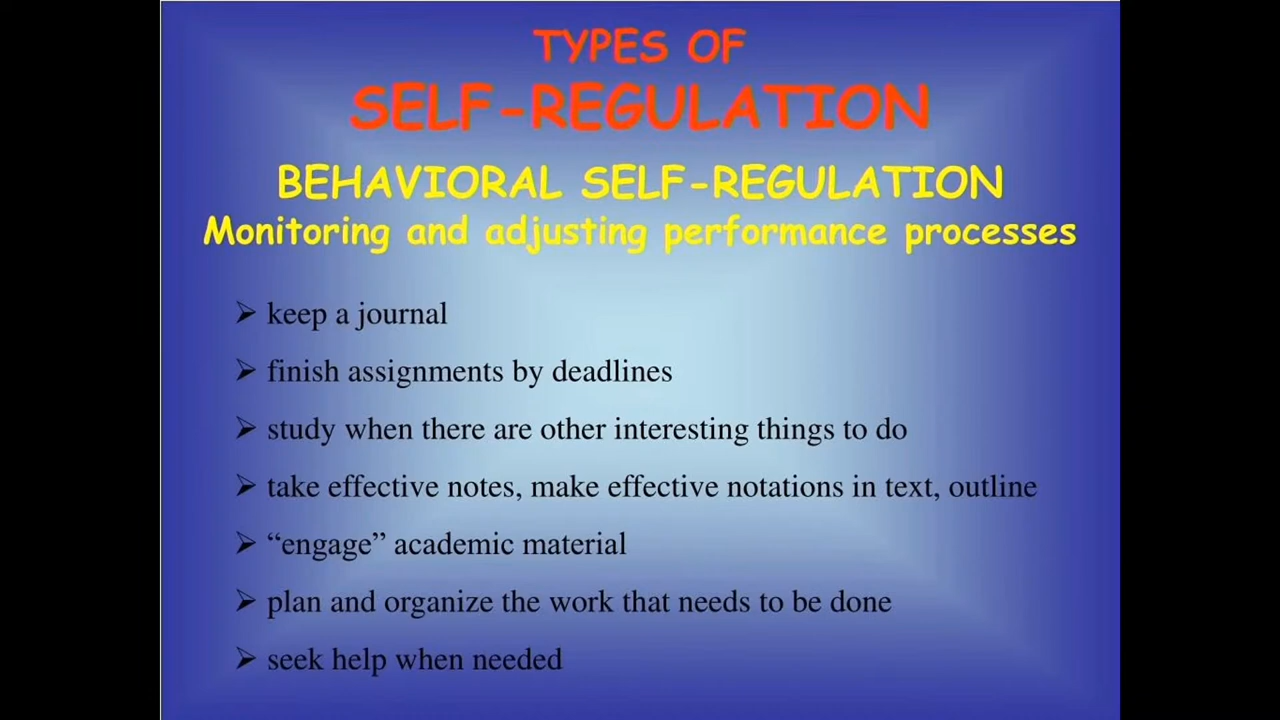 TYPES OF
SELF-REGULATION
BEHAVIORAL SELF-REGULATION
Monitoring and adjusting performance processes
➢ keep a journal
➢ finish assignments by deadlines
➢ study when there are other interesting things to do
➢ take effective notes, make effective notations in text, outline
➢ “engage” academic material
➢ plan and organize the work that needs to be done
➢ seek help when needed